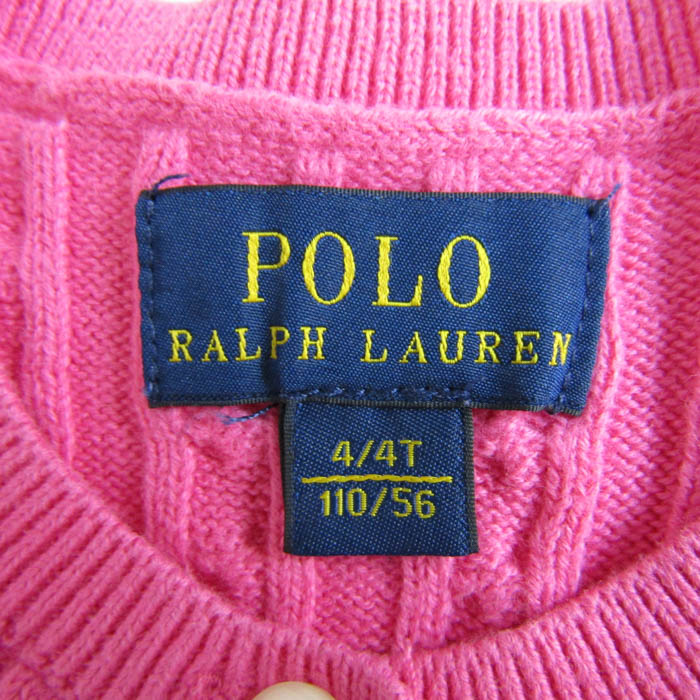 POLO
RALPH LAUREN
4/4T
110/56